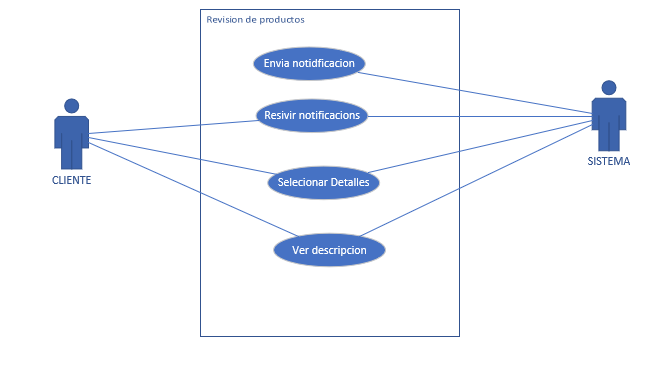 Revision de productos
Envia notidficacion
Resivir notificacions
Selecionar Detalles
Ver descripcion
CLIENTE
SISTEMA